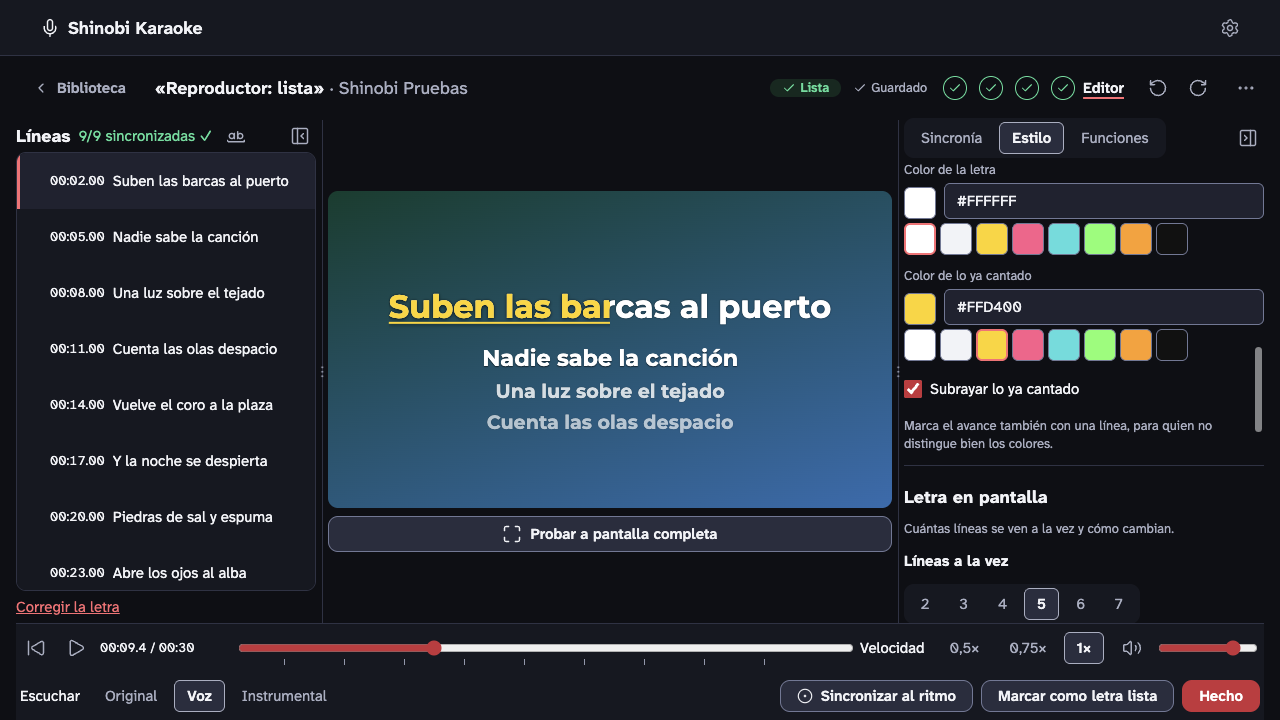 Shinobi Karaoke
Biblioteca
«Reproductor: lista» · Shinobi Pruebas
Lista
Guardado
Editor
Líneas 9/9 sincronizadas
ab
00:02.00 Suben las barcas al puerto
00:05.00 Nadie sabe la canción
00:08.00 Una luz sobre el tejado
00:11.00 Cuenta las olas despacio
00:14.00 Vuelve el coro a la plaza
00:17.00 Y la noche se despierta
00:20.00 Piedras de sal y espuma
00:23.00 Abre los ojos al alba
Corregir la letra
Suben las barcas al puerto
Nadie sabe la canción
Una luz sobre el tejado
Cuenta las olas despacio
Probar a pantalla completa
Sincronía Estilo Funciones
Color de la letra
#FFFFFF
Color de lo ya cantado
#FFD400
Subrayar lo ya cantado
Marca el avance también con una línea, para quien no
distingue bien los colores.
Letra en pantalla
Cuántas líneas se ven a la vez y cómo cambian.
Líneas a la vez
2 3 4 5 6 7
00:09.4 / 00:30
Velocidad 0,5× 0,75× 1×
Escuchar Original Voz Instrumental
Sincronizar al ritmo
Marcar como letra lista
Hecho